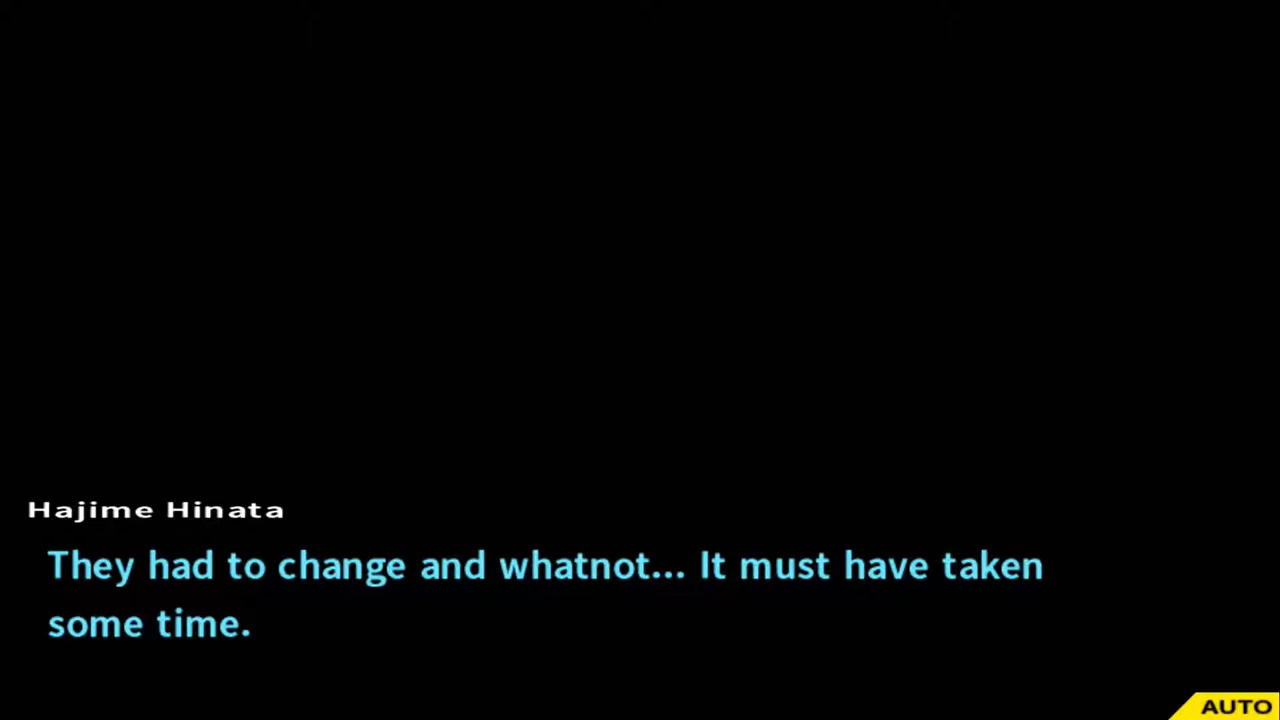 Hajime Hinata
They had to change and whatnot... It must have taken
some time.
AUTO